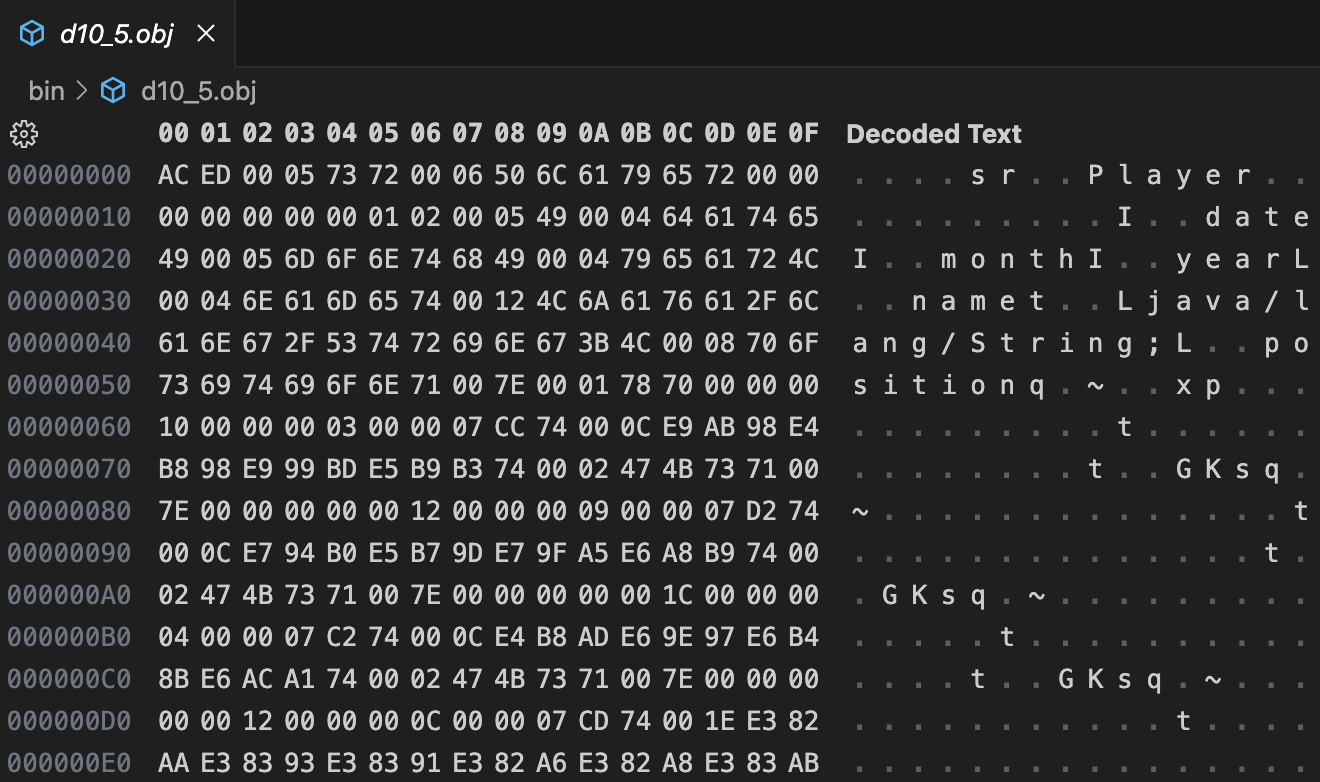 d10_5.obj
bin > d10_5.obj
00 01 02 03 04 05 06 07 08 09 0A 0B 0C 0D 0E 0F Decoded Text
00000000 AC ED 00 05 73 72 00 06 50 6C 61 79 65 72 00 00 . . . . s r . . P l a y e r . .
00000010 00 00 00 00 00 01 02 00 05 49 00 04 64 61 74 65 . . . . . . . . . I . . d a t e
00000020 49 00 05 6D 6F 6E 74 68 49 00 04 79 65 61 72 4C I . . m o n t h I . . y e a r L
00000030 00 04 6E 61 6D 65 74 00 12 4C 6A 61 76 61 2F 6C . . n a m e t . . L j a v a / l
00000040 61 6E 67 2F 53 74 72 69 6E 67 3B 4C 00 08 70 6F a n g / S t r i n g ; L . . p o
00000050 73 69 74 69 6F 6E 71 00 7E 00 01 78 70 00 00 00 s i t i o n q . ~ . . x p . . .
00000060 10 00 00 00 03 00 00 07 CC 74 00 0C E9 AB 98 E4 . . . . . . . . . t . . . . . .
00000070 B8 98 E9 99 BD E5 B9 B3 74 00 02 47 4B 73 71 00 . . . . . . . . t . . G K s q .
00000080 7E 00 00 00 00 00 12 00 00 00 09 00 00 07 D2 74 ~ . . . . . . . . . . . . . . t
00000090 00 0C E7 94 B0 E5 B7 9D E7 9F A5 E6 A8 B9 74 00 . . . . . . . . . . . . . . t .
000000A0 02 47 4B 73 71 00 7E 00 00 00 00 00 1C 00 00 00 . G K s q . ~ . . . . . . . . .
000000B0 04 00 00 07 C2 74 00 0C E4 B8 AD E6 9E 97 E6 B4 . . . . . t . . . . . . . . . .
000000C0 8B E6 AC A1 74 00 02 47 4B 73 71 00 7E 00 00 00 . . . . t . . G K s q . ~ . . .
000000D0 00 00 12 00 00 00 0C 00 00 07 CD 74 00 1E E3 82 . . . . . . . . . . . t . . . .
000000E0 AA E3 83 93 E3 83 91 E3 82 A6 E3 82 A8 E3 83 AB . . . . . . . . . . . . . . . .